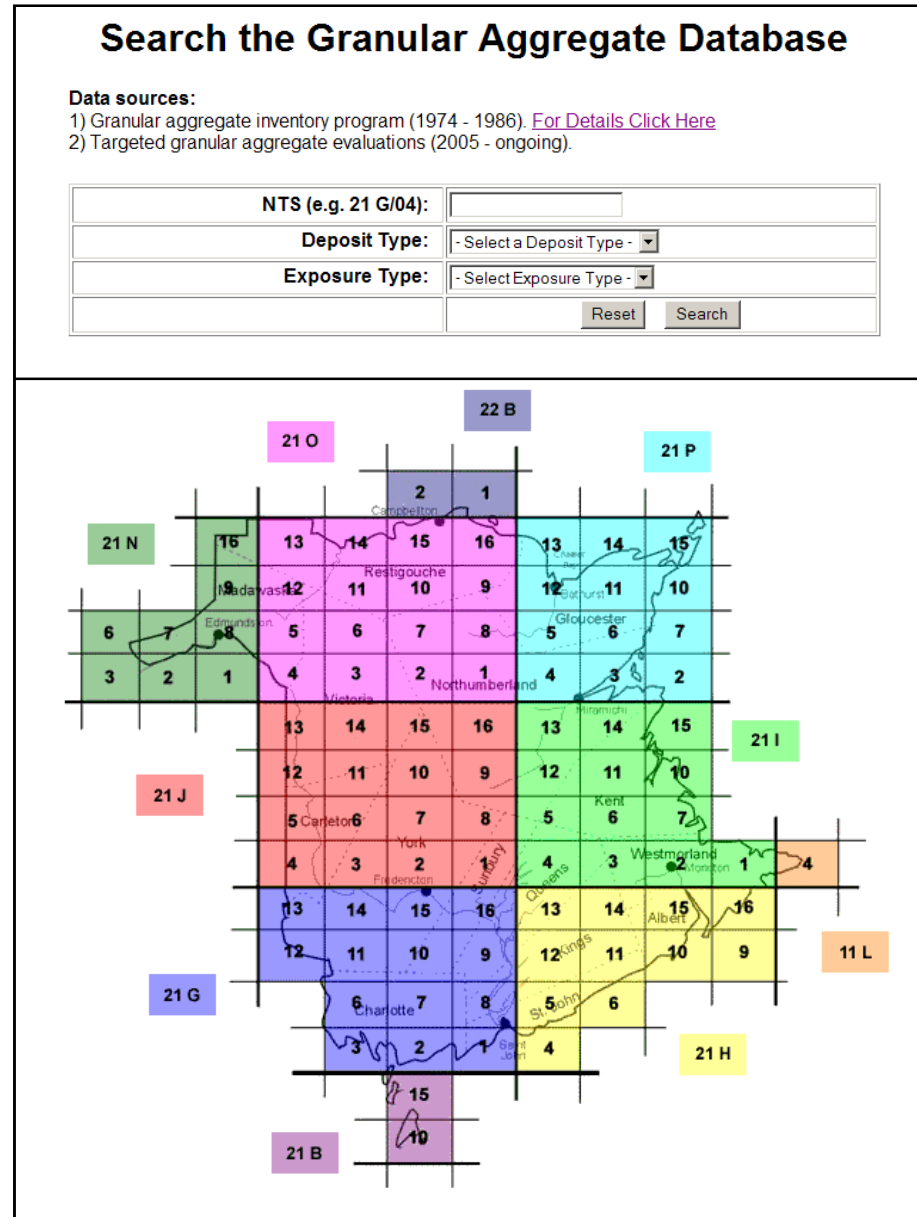 Search the Granular Aggregate Database
Data sources:
1) Granular aggregate inventory program (1974 - 1986). For Details Click Here
2) Targeted granular aggregate evaluations (2005 - ongoing).
NTS (e.g. 21 G/04):
Deposit Type: - Select a Deposit Type -
Exposure Type: - Select Exposure Type -
Reset Search
22 B
21 O
21 P
2 1
Campbellton
21 N
16 13 14 15 16 13 14 15
Restigouche
9 12 11 10 9 12 11 10
Madawaska
Bathurst
Edmundston
Gloucester
6 7 8 5 6 7 8 5 6 7
3 2 1 4 3 2 1 4 3 2
Northumberland
Victoria
Miramichi
13 14 15 16 13 14 15
21 I
12 11 10 9 12 11 10
21 J
Kent
5 Carleton 6 7 8 5 6 7
York
Westmorland
4 3 2 1 4 3 2 1 4
Moncton
Sunbury
Queens
Fredericton
13 14 15 16 13 14 15 16
Albert
Kings
12 11 10 9 12 11 10 9
11 L
21 G
6 7 8 5 6
Charlotte
St. John
3 2 1 4
Saint
John
21 H
15
10
21 B